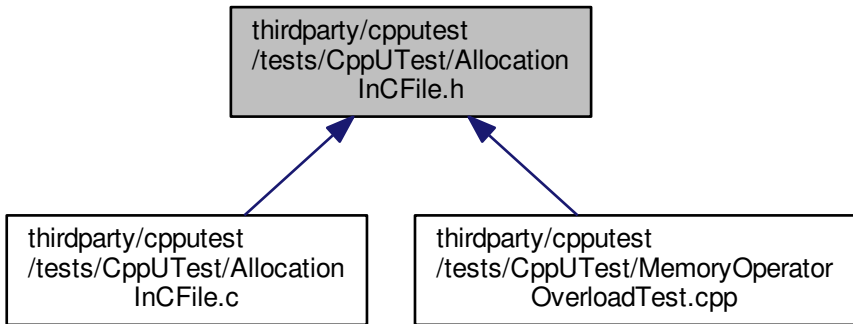 thirdparty/cpputest
/tests/CppUTest/Allocation
InCFile.h
thirdparty/cpputest
/tests/CppUTest/Allocation
InCFile.c
thirdparty/cpputest
/tests/CppUTest/MemoryOperator
OverloadTest.cpp